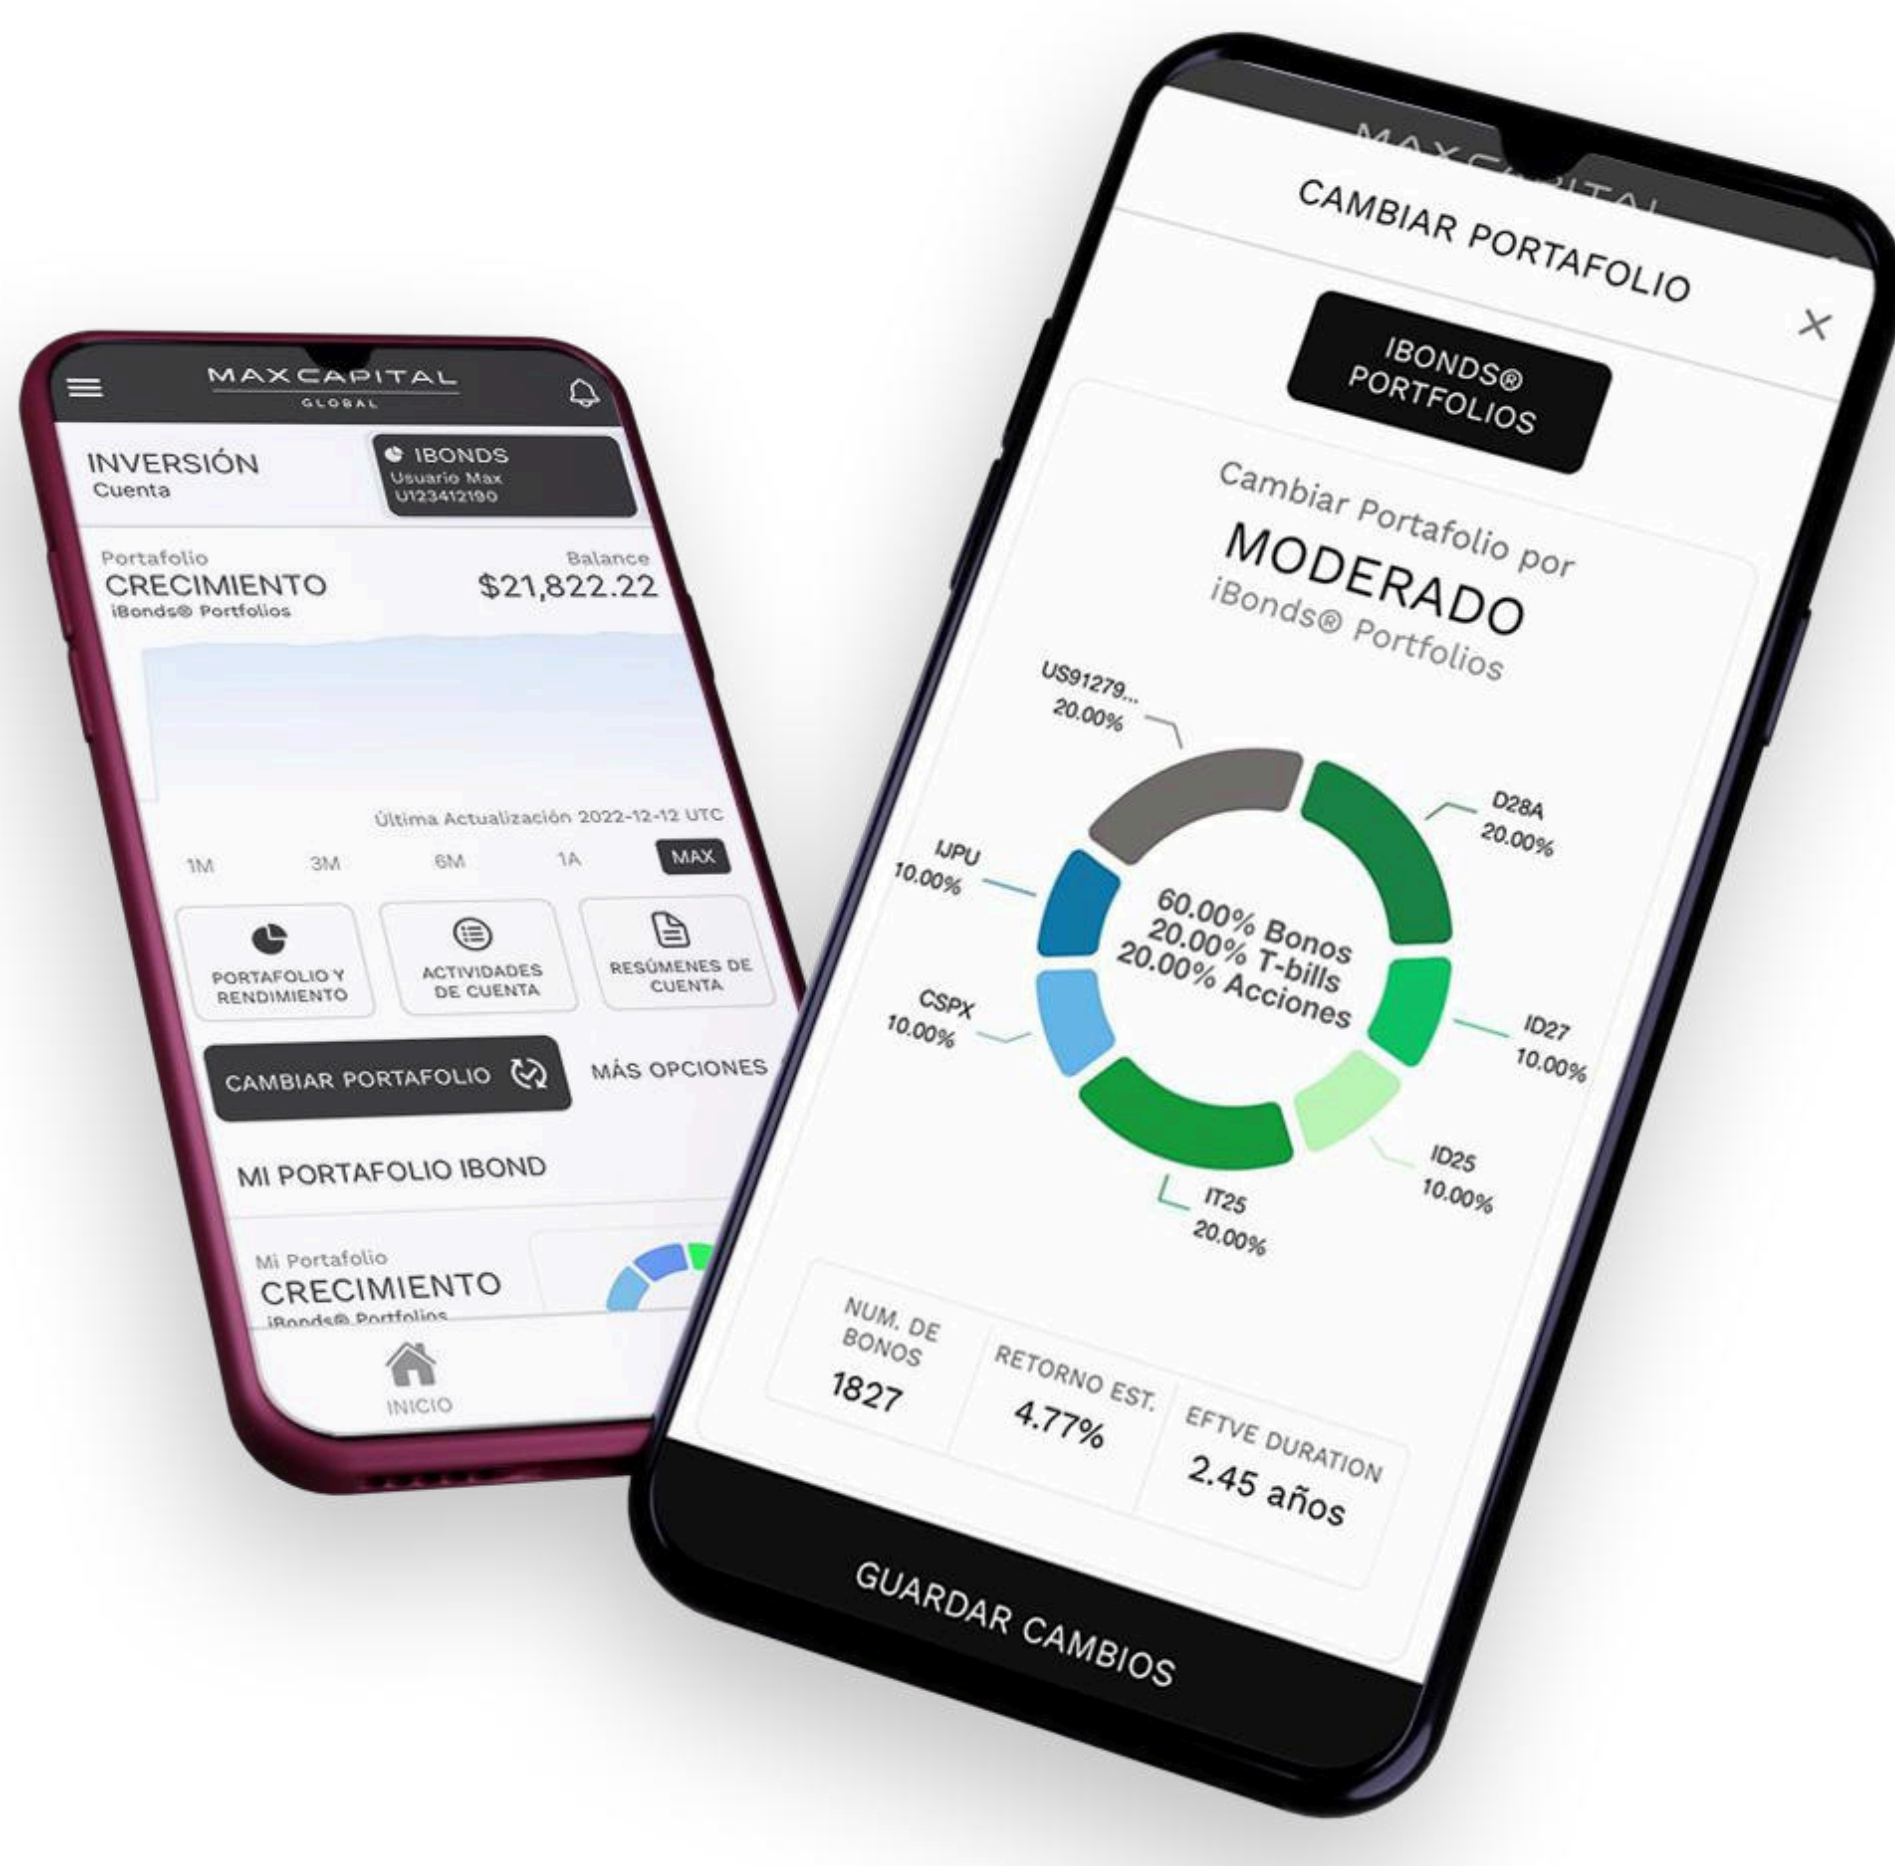 MAXCAPITAL
GLOBAL
INVERSIÓN
Cuenta
IBONDS
Usuario Max
U123412190
Portafolio
CRECIMIENTO
iBonds® Portfolios
Balance
$21,822.22
Última Actualización 2022-12-12 UTC
1M 3M 6M 1A MAX
PORTAFOLIO Y
RENDIMIENTO
ACTIVIDADES
DE CUENTA
RESÚMENES DE
CUENTA
CAMBIAR PORTAFOLIO
MÁS OPCIONES
MI PORTAFOLIO IBOND
Mi Portafolio
CRECIMIENTO
iBonds® Portfolios
INICIO
MAXCAPITAL
CAMBIAR PORTAFOLIO
IBONDS®
PORTFOLIOS
Cambiar Portafolio por
MODERADO
iBonds® Portfolios
US91279...
20.00%
D28A
20.00%
IJPU
10.00%
60.00% Bonos
20.00% T-bills
20.00% Acciones
CSPX
10.00%
ID27
10.00%
ID25
10.00%
IT25
20.00%
NUM. DE
BONOS
1827
RETORNO EST.
4.77%
EFTVE DURATION
2.45 años
GUARDAR CAMBIOS